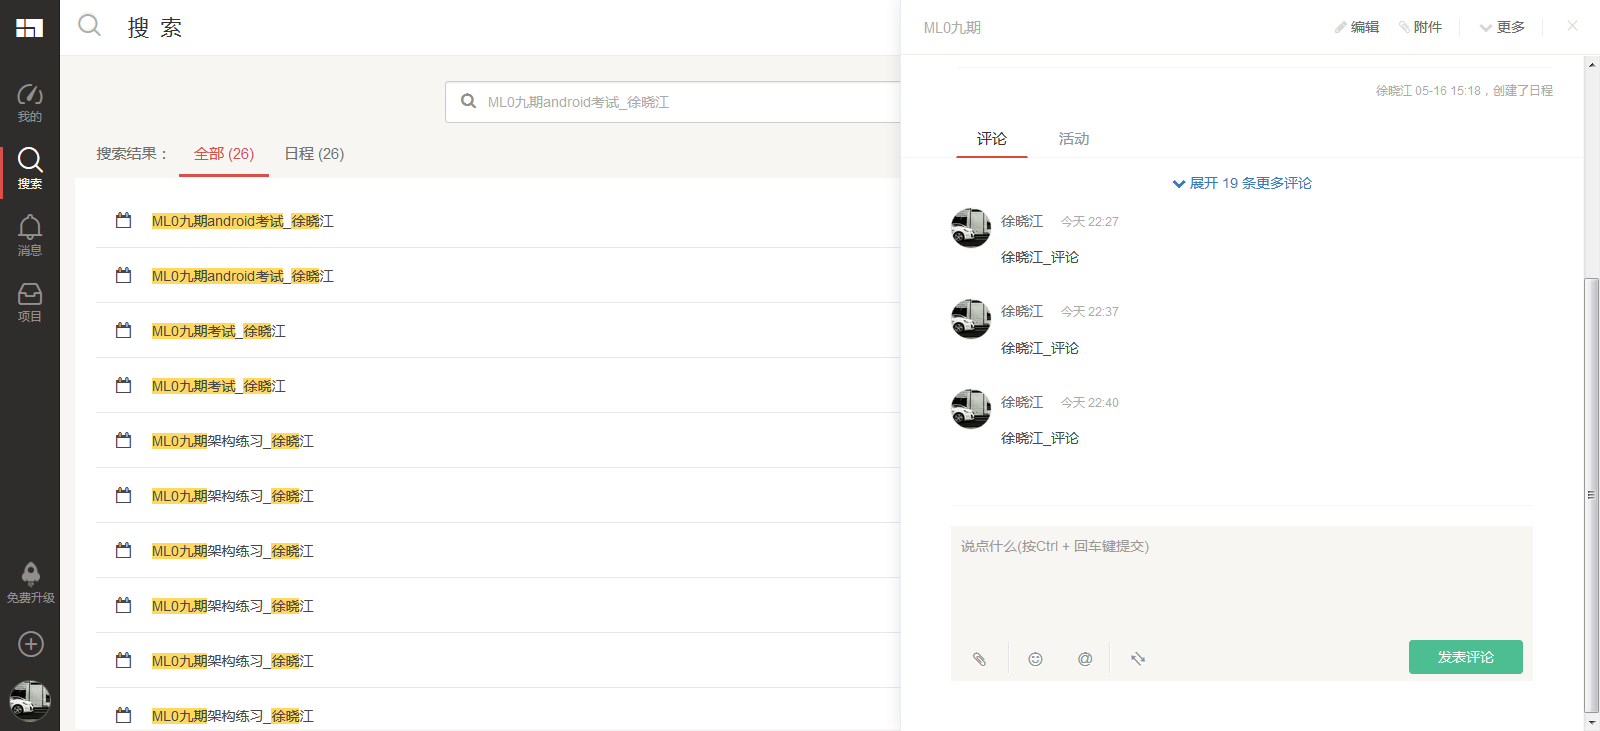 搜 索
ML0九期
编辑
附件
更多
我的
搜索
消息
项目
免费升级
ML0九期android考试_徐晓江
搜索结果：
全部 (26)
日程 (26)
ML0九期android考试_徐晓江
ML0九期android考试_徐晓江
ML0九期考试_徐晓江
ML0九期考试_徐晓江
ML0九期架构练习_徐晓江
ML0九期架构练习_徐晓江
ML0九期架构练习_徐晓江
ML0九期架构练习_徐晓江
ML0九期架构练习_徐晓江
ML0九期架构练习_徐晓江
徐晓江 05-16 15:18，创建了日程
评论
活动
展开 19 条更多评论
徐晓江 今天 22:27
徐晓江_评论
徐晓江 今天 22:37
徐晓江_评论
徐晓江 今天 22:40
徐晓江_评论
说点什么(按Ctrl + 回车键提交)
发表评论